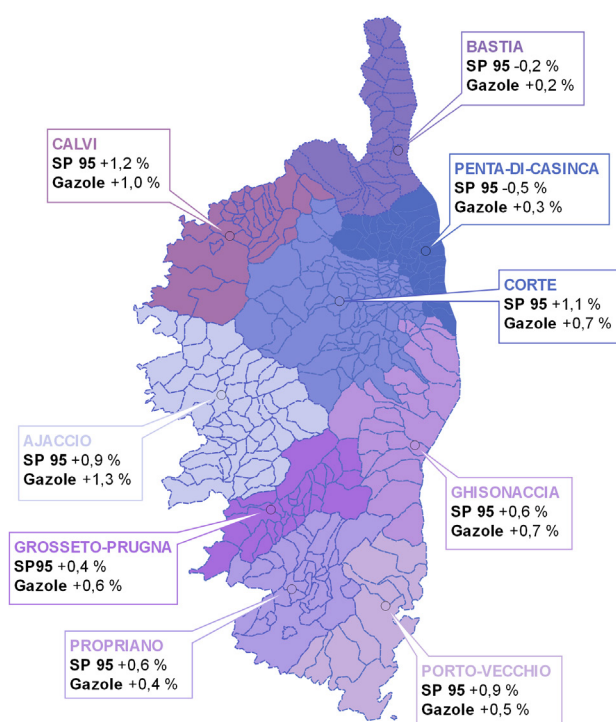 BASTIA
SP 95 -0,2 %
Gazole +0,2 %
CALVI
SP 95 +1,2 %
Gazole +1,0 %
PENTA-DI-CASINCA
SP 95 -0,5 %
Gazole +0,3 %
CORTE
SP 95 +1,1 %
Gazole +0,7 %
AJACCIO
SP 95 +0,9 %
Gazole +1,3 %
GHISONACCIA
SP 95 +0,6 %
Gazole +0,7 %
GROSSETO-PRUGNA
SP95 +0,4 %
Gazole +0,6 %
PROPRIANO
SP 95 +0,6 %
Gazole +0,4 %
PORTO-VECCHIO
SP 95 +0,9 %
Gazole +0,5 %